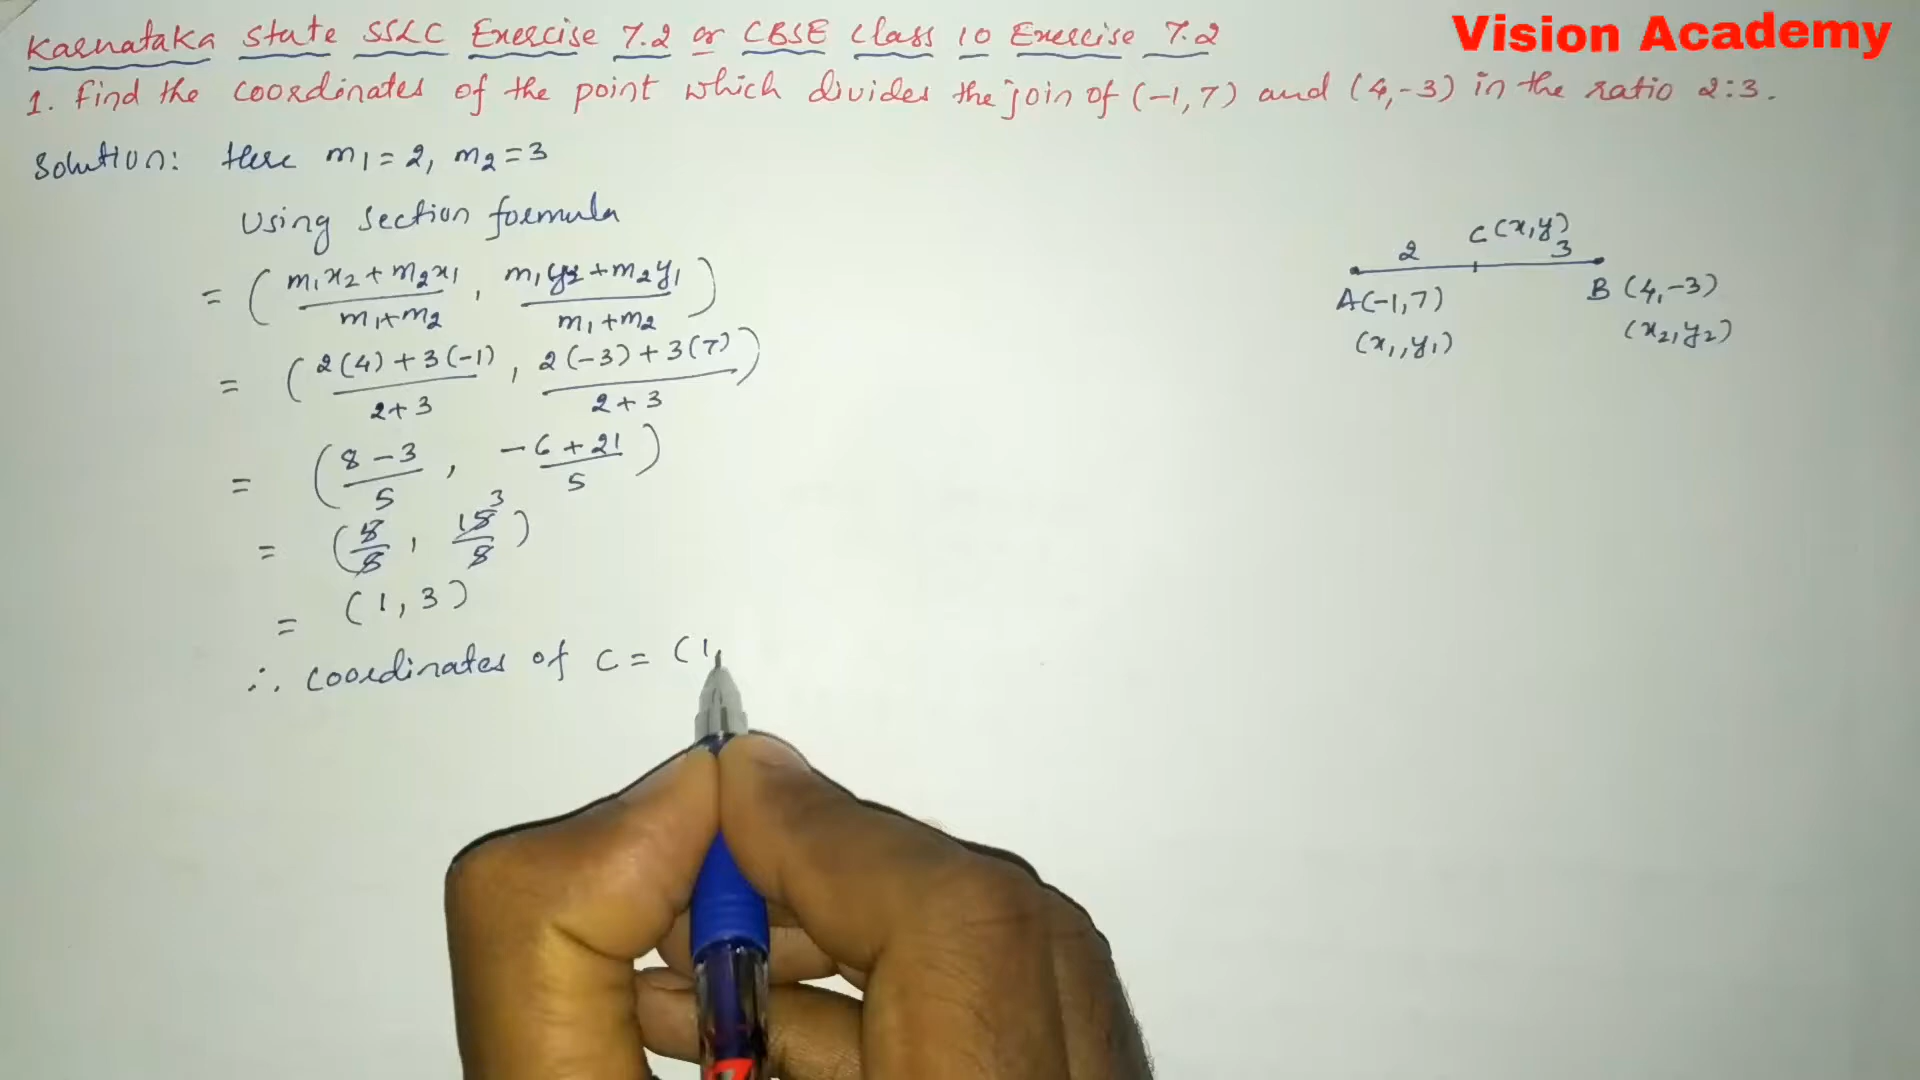 Karnataka state SSLC Exercise 7.2 or CBSE class 10 Exercise 7.2
Vision Academy
1. Find the coordinates of the point which divides the join of (-1,7) and (4,-3) in the ratio 2:3.
Solution: Here m₁=2, m₂=3
Using section formula
= ( (m₁x₂+m₂x₁)/(m₁+m₂) , (m₁y₂+m₂y₁)/(m₁+m₂) )
= ( (2(4)+3(-1))/(2+3) , (2(-3)+3(7))/(2+3) )
= ( (8-3)/5 , (-6+21)/5 )
= ( 5/5 , 15/5 ) 3
= (1,3)
∴ coordinates of C = (1,
2 C(x,y) 3
A(-1,7) B (4,-3)
(x₁,y₁) (x₂,y₂)